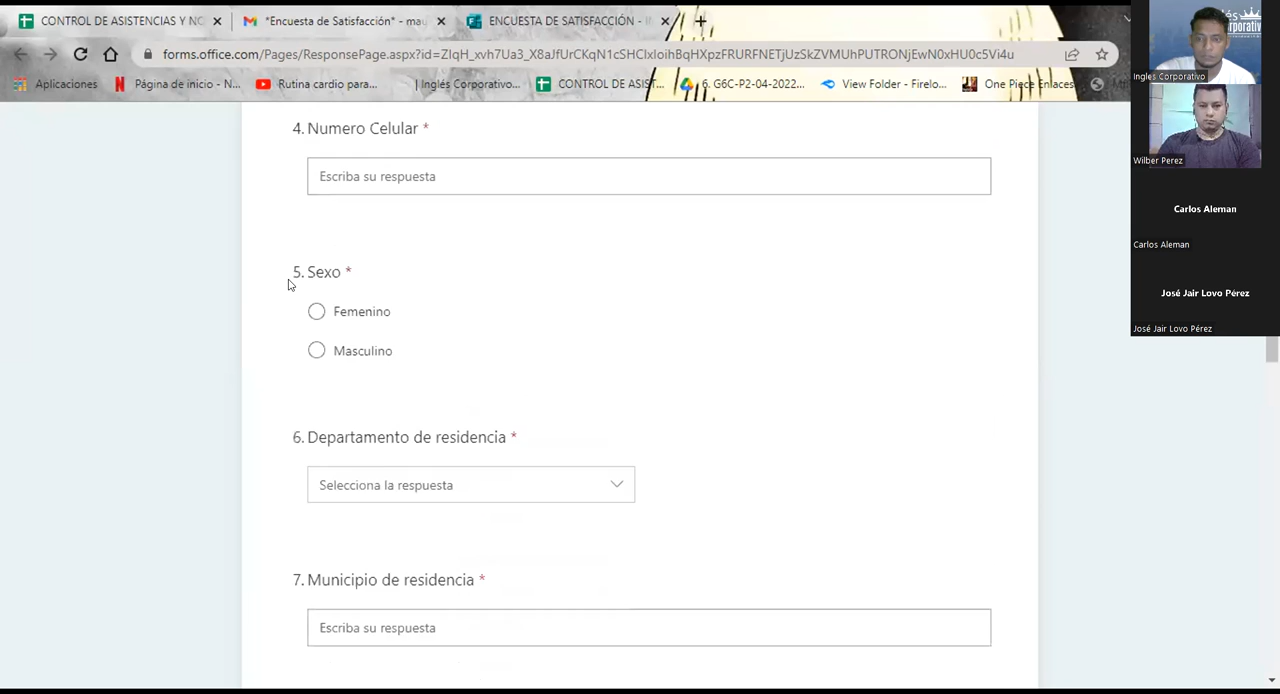 CONTROL DE ASISTENCIAS Y NO
*Encuesta de Satisfacción* - mau
ENCUESTA DE SATISFACCIÓN - I
forms.office.com/Pages/ResponsePage.aspx?id=ZIqH_xvh7Ua3_X8aJfUrCKqN1cSHCIxIoihBqHXpzFRURFNETjUzSkZVMUhPUTRONjEwN0xHU0c5Vi4u
Aplicaciones
Página de inicio - N...
Rutina cardio para...
| Inglés Corporativo...
CONTROL DE ASIST...
6. G6C-P2-04-2022...
View Folder - Firelo...
One Piece Enlaces
4. Numero Celular *
Escriba su respuesta
5. Sexo *
Femenino
Masculino
6. Departamento de residencia *
Selecciona la respuesta
7. Municipio de residencia *
Escriba su respuesta
Ingles Corporativo
Wilber Perez
Carlos Aleman
Carlos Aleman
José Jair Lovo Pérez
José Jair Lovo Pérez